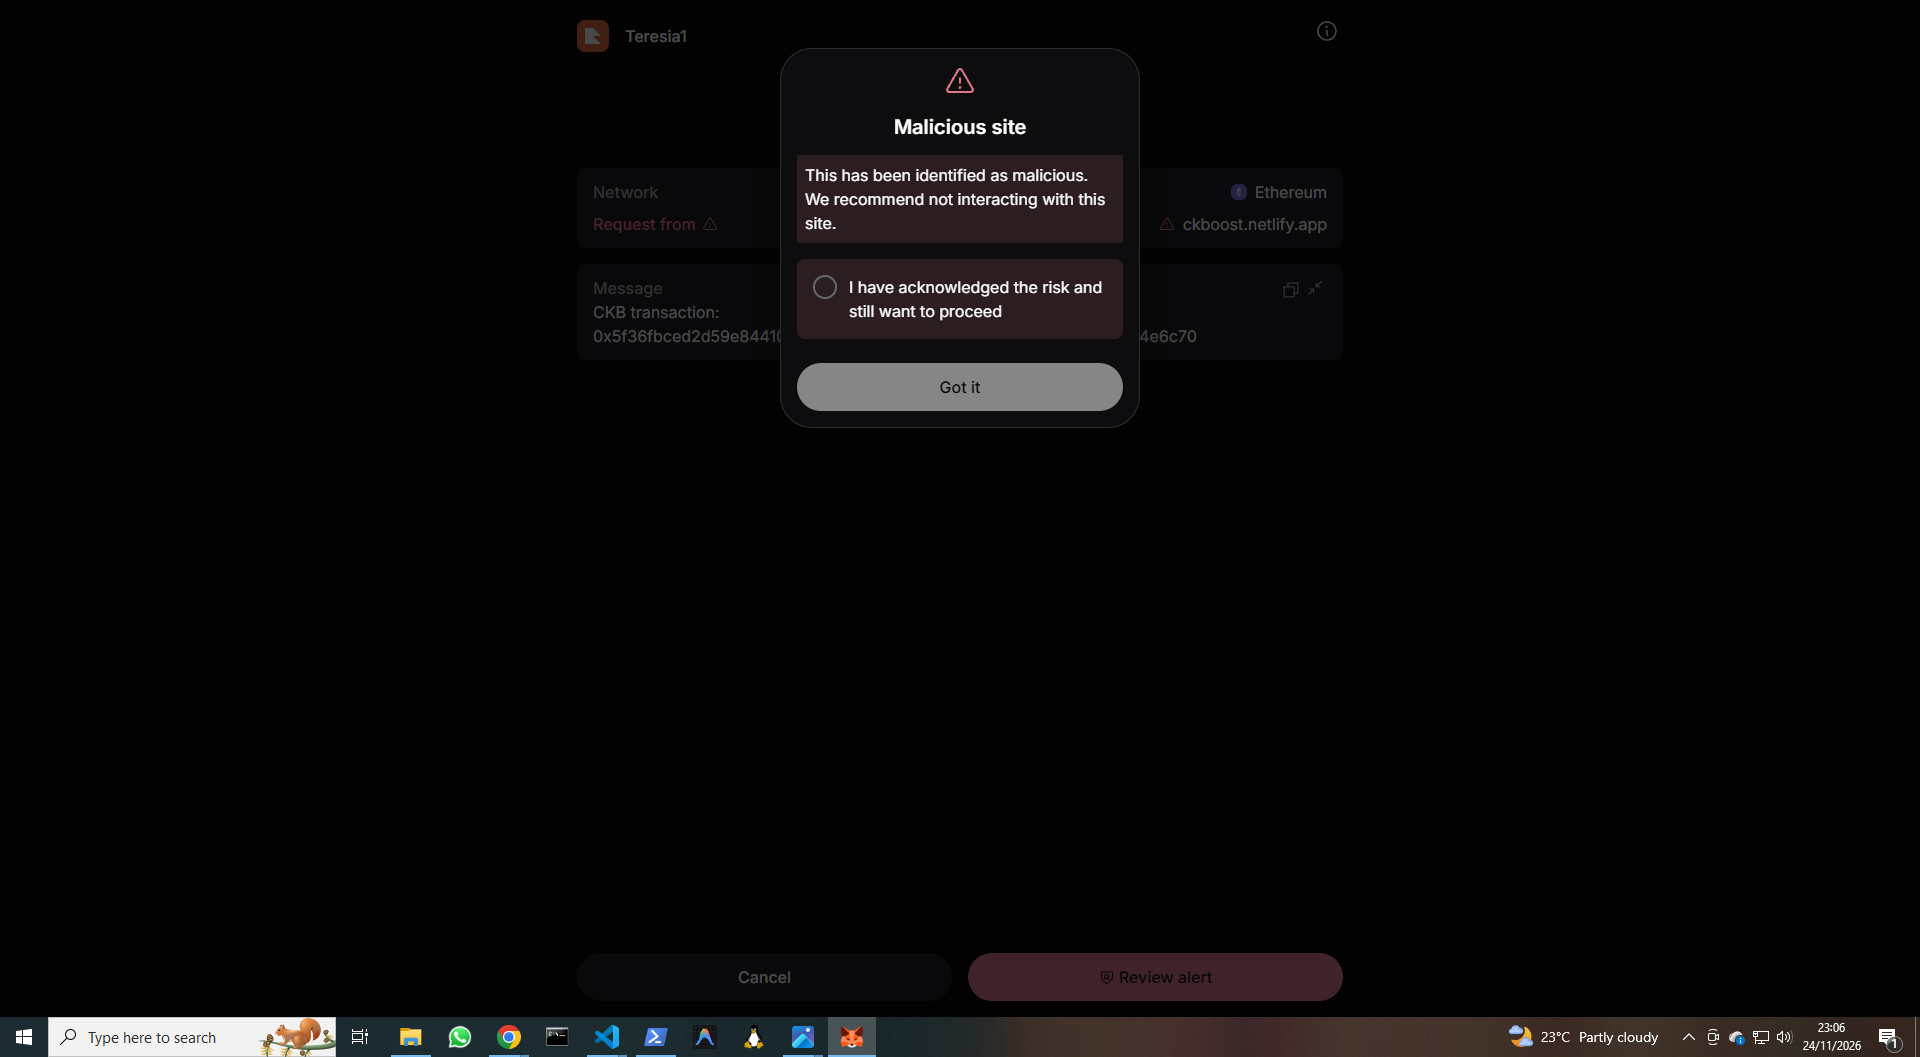 Teresia1
Malicious site
This has been identified as malicious.
We recommend not interacting with this
site.
I have acknowledged the risk and
still want to proceed
Got it
Network
Ethereum
Request from
ckboost.netlify.app
Message
CKB transaction:
0x5f36fbced2d59e8441 4e6c70
Cancel
Review alert
Type here to search
23°C Partly cloudy
23:06
24/11/2026
1